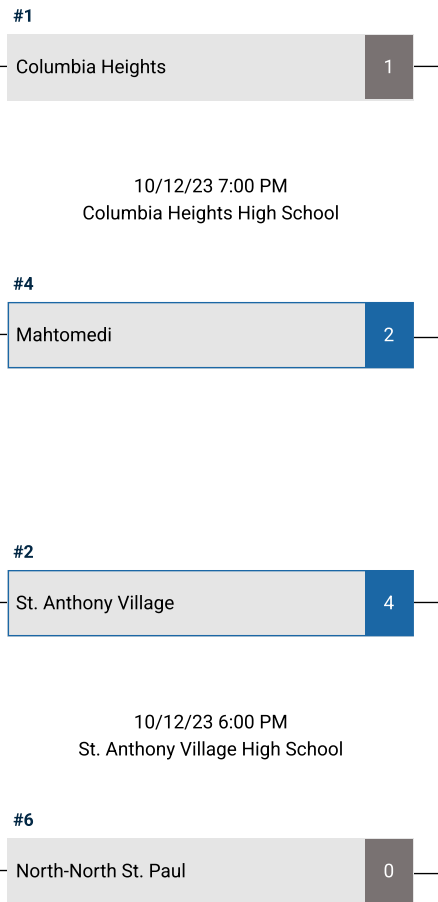 #1
Columbia Heights 1
10/12/23 7:00 PM
Columbia Heights High School
#4
Mahtomedi 2
#2
St. Anthony Village 4
10/12/23 6:00 PM
St. Anthony Village High School
#6
North-North St. Paul 0